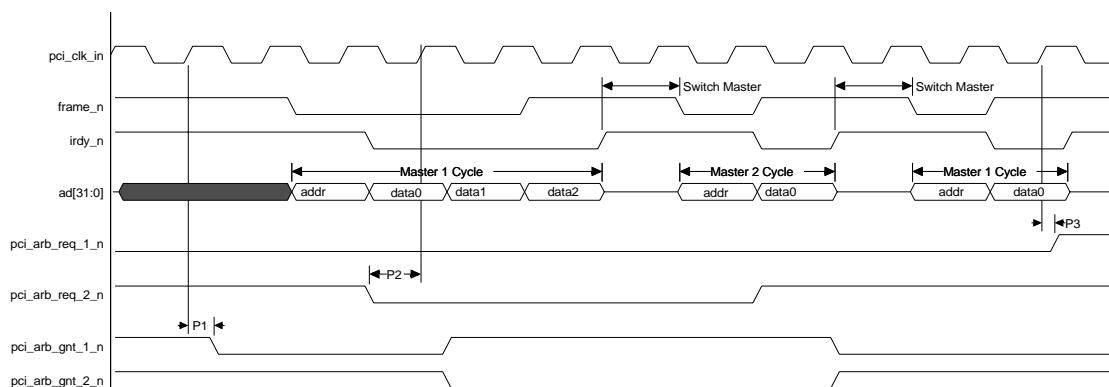 pci_clk_in
frame_n
Switch Master
Switch Master
irdy_n
Master 1 Cycle
Master 2 Cycle
Master 1 Cycle
ad[31:0]
addr
data0
data1
data2
addr
data0
addr
data0
pci_arb_req_1_n
P3
P2
pci_arb_req_2_n
P1
pci_arb_gnt_1_n
pci_arb_gnt_2_n